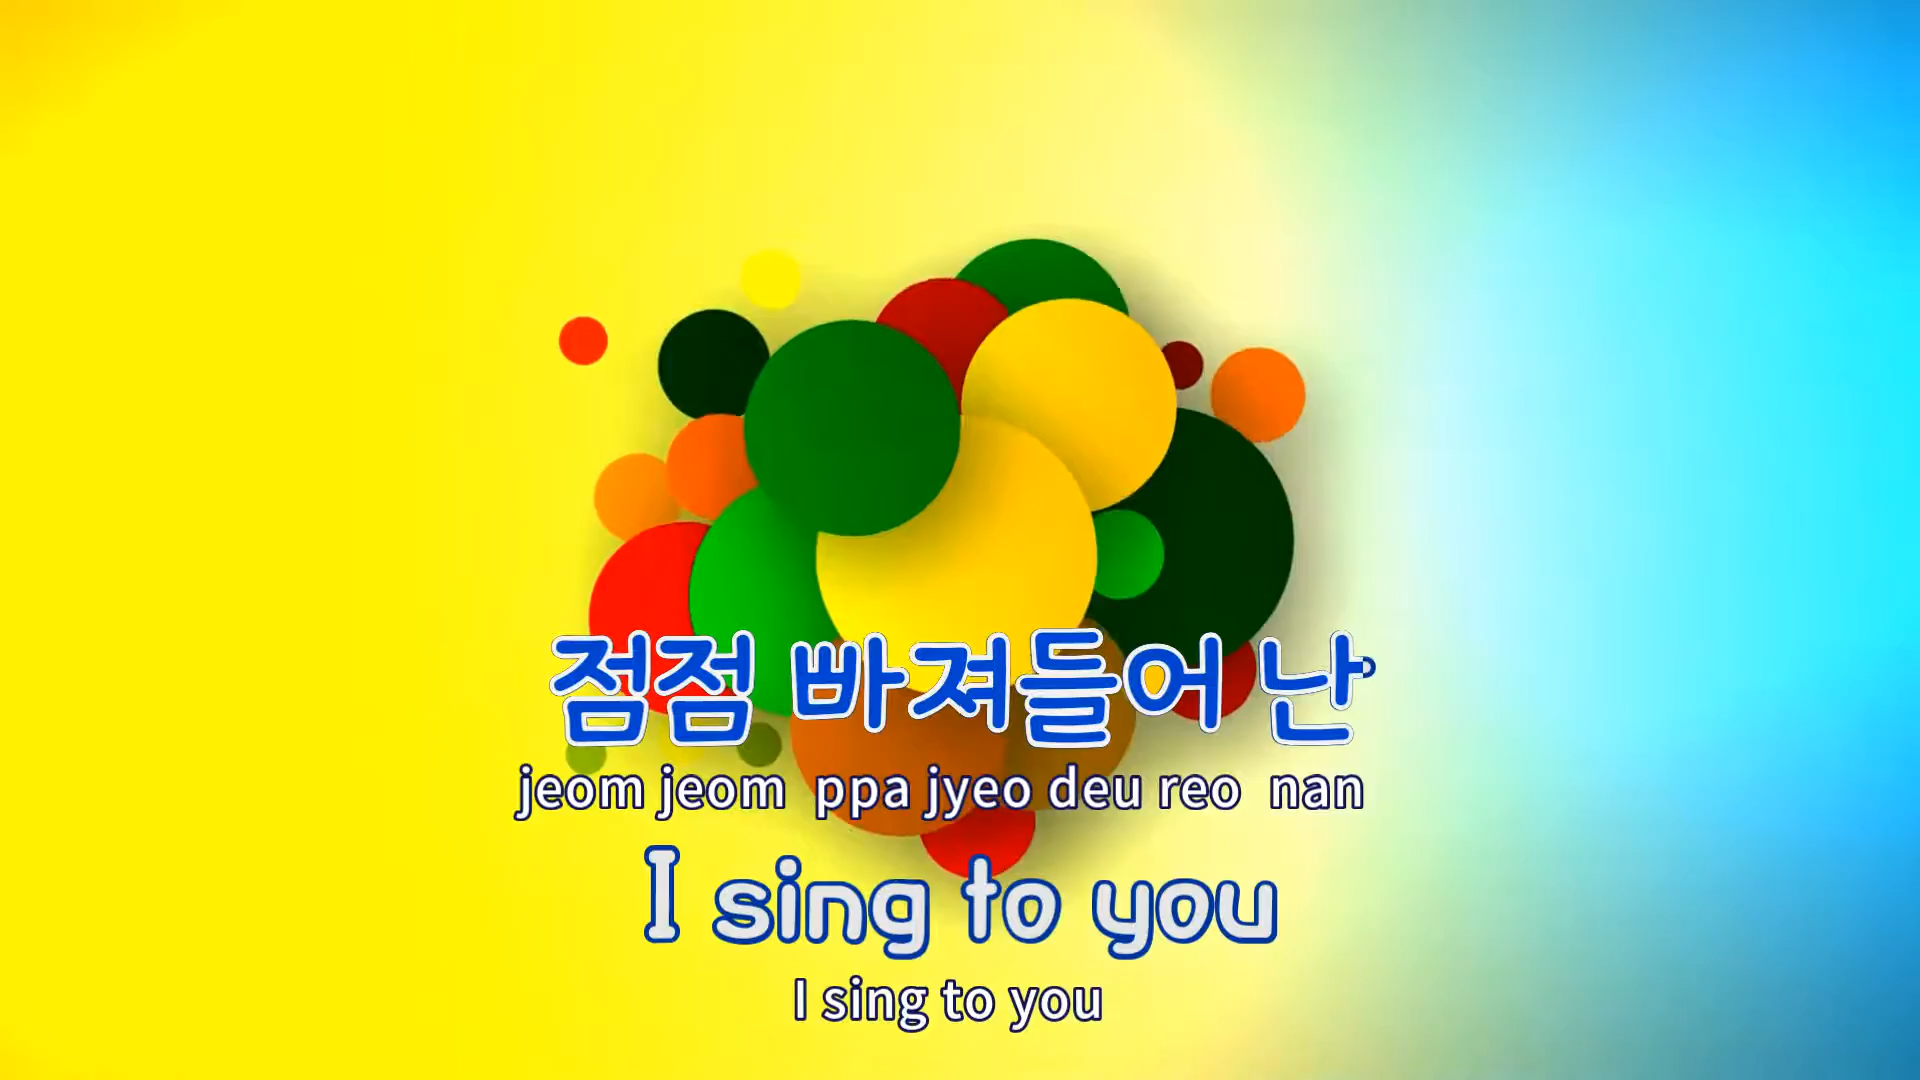 점점 빠져들어 난
jeom jeom ppa jyeo deu reo nan
I sing to you
I sing to you